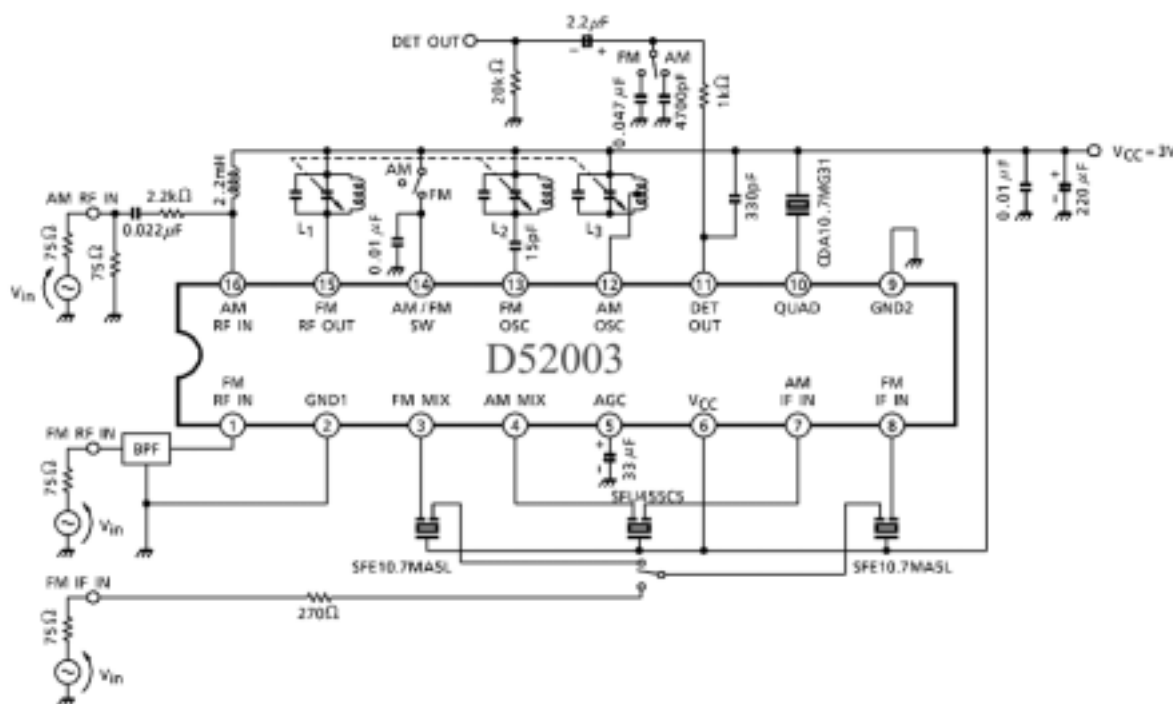 2.2µF
DET OUT
FM AM
20kΩ
0.047µF
4700pF
1kΩ
VCC = 3V
AM RF IN
2.2kΩ
0.022µF
2.2mH
75Ω
75Ω
Vin
AM
FM
L1
0.01µF
L2
15pF
L3
330pF
CDA10.7MG31
0.01µF
220µF
16 15 14 13 12 11 10 9
AM FM AM / FM FM AM DET QUAD GND2
RF IN RF OUT SW OSC OSC OUT
D52003
FM GND1 FM MIX AM MIX AGC VCC AM FM
RF IN IF IN IF IN
1 2 3 4 5 6 7 8
FM RF IN
BPF
75Ω
Vin
33µF
SFU455C5
SFE10.7MA5L
SFE10.7MA5L
FM IF IN
270Ω
75Ω
Vin